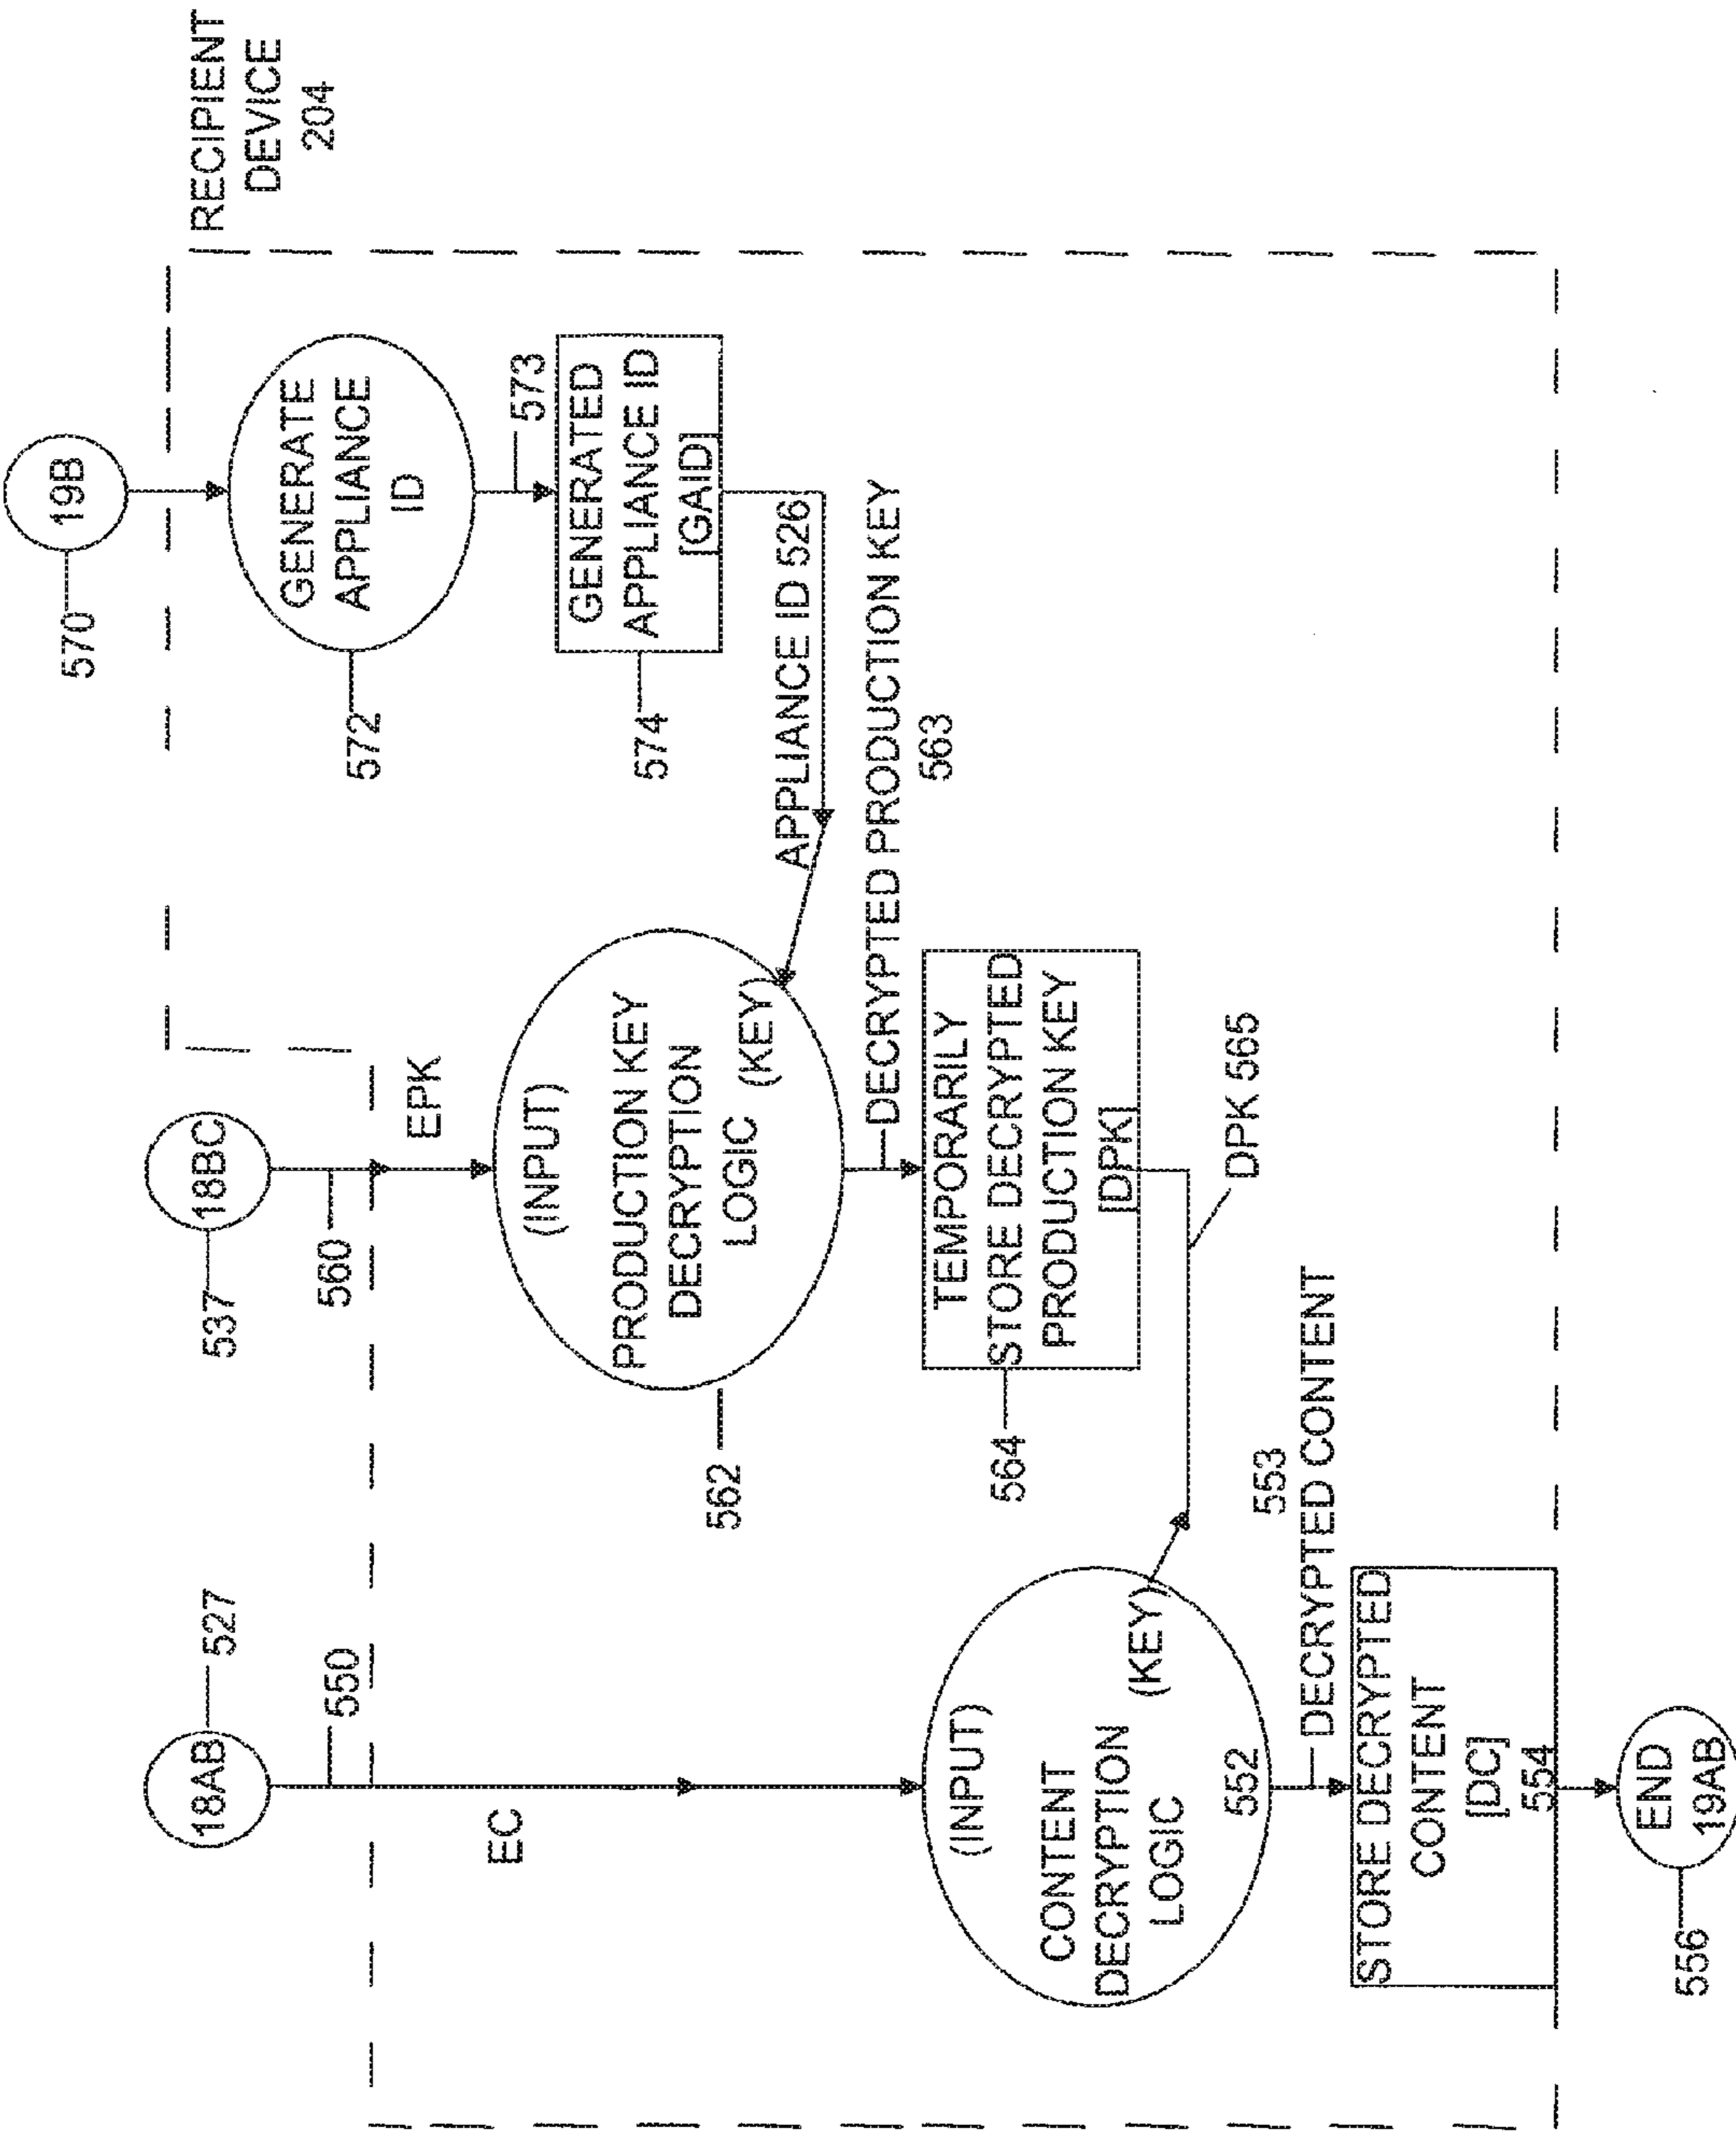 RECIPIENT
DEVICE
204
18AB
527
550
EC
537
18BC
560
EPK
570
19B
GENERATE
APPLIANCE
ID
572
573
GENERATED
APPLIANCE ID
[GAID]
574
APPLIANCE ID 526
(INPUT)
PRODUCTION KEY
DECRYPTION
LOGIC (KEY)
562
DECRYPTED PRODUCTION KEY
563
TEMPORARILY
STORE DECRYPTED
PRODUCTION KEY
[DPK]
564
DPK 565
(INPUT)
CONTENT
DECRYPTION
LOGIC
(KEY)
552
553
DECRYPTED CONTENT
STORE DECRYPTED
CONTENT
[DC]
554
END
19AB
556